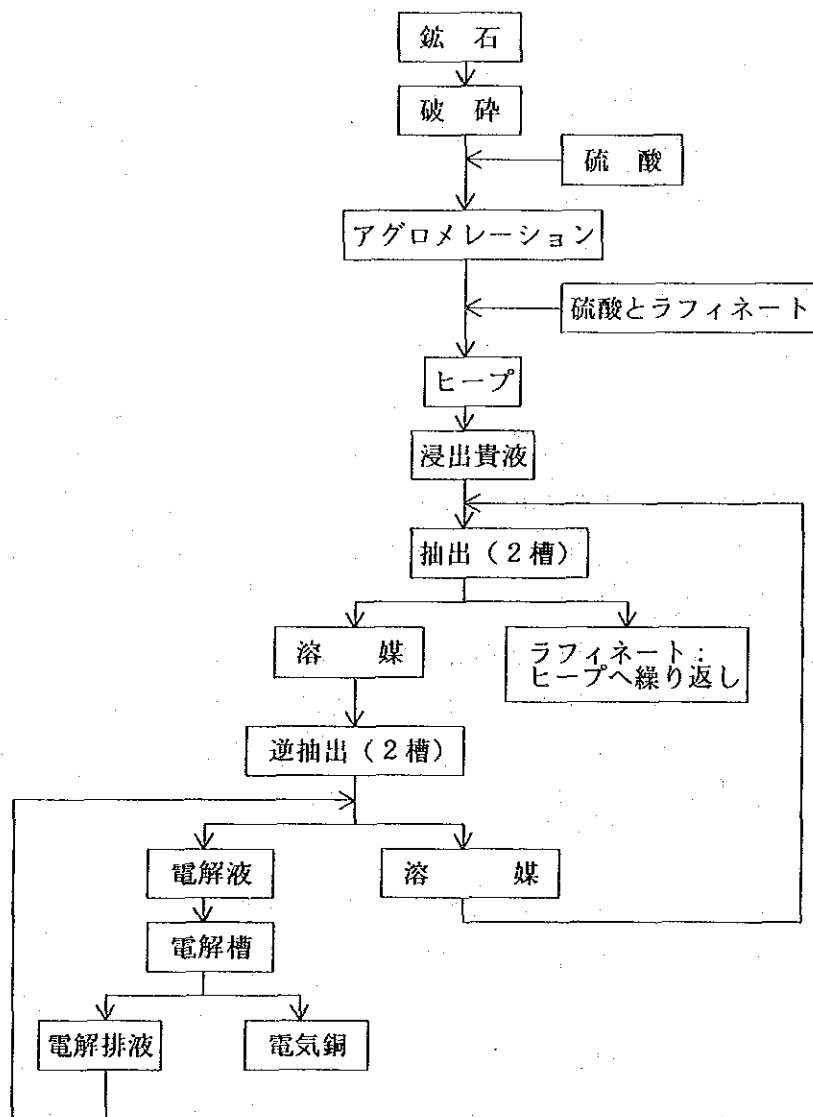 鉱 石
破 砕
硫 酸
アグロメレーション
硫酸とラフィネート
ヒープ
浸出貴液
抽出(2槽)
溶 媒
ラフィネート:
ヒープへ繰り返し
逆抽出(2槽)
電解液
溶 媒
電解槽
電解排液
電気銅